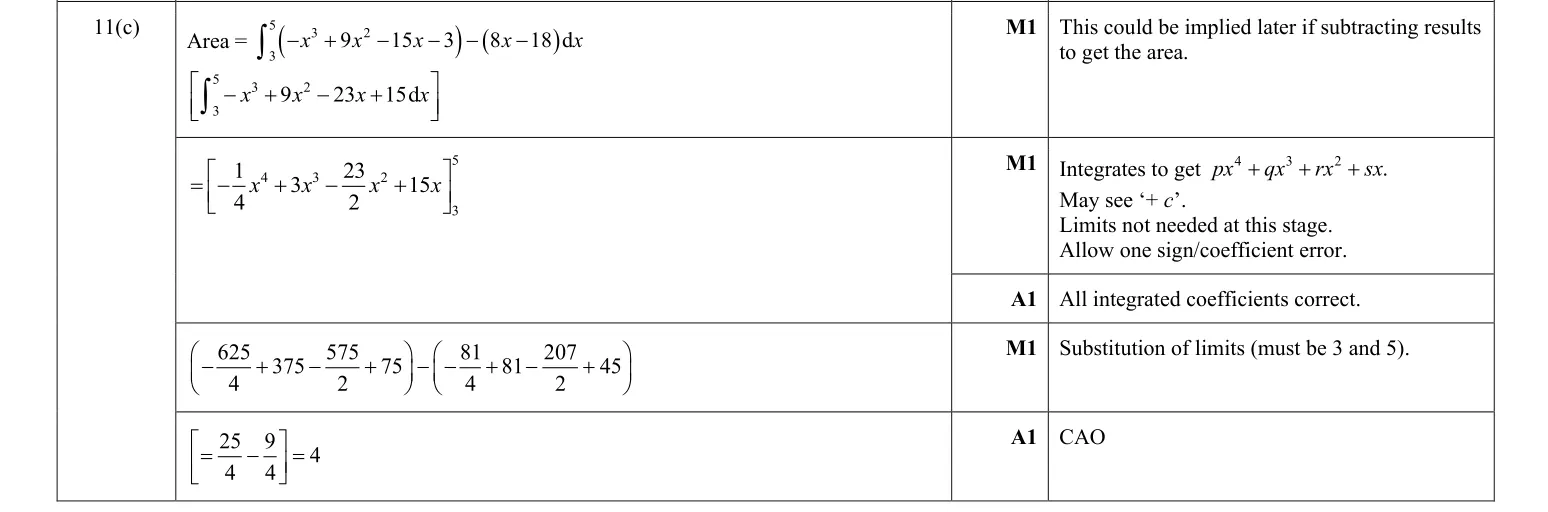 11(c)
Area = ∫₃⁵ (−x³ + 9x² − 15x − 3) − (8x − 18) dx
[∫₃⁵ − x³ + 9x² − 23x + 15 dx]
M1
This could be implied later if subtracting results
to get the area.
= [−1/4 x⁴ + 3x³ − 23/2 x² + 15x]₃⁵
M1
Integrates to get px⁴ + qx³ + rx² + sx.
May see ‘+ c’.
Limits not needed at this stage.
Allow one sign/coefficient error.
A1
All integrated coefficients correct.
(−625/4 + 375 − 575/2 + 75) − (−81/4 + 81 − 207/2 + 45)
M1
Substitution of limits (must be 3 and 5).
[= 25/4 − 9/4] = 4
A1
CAO